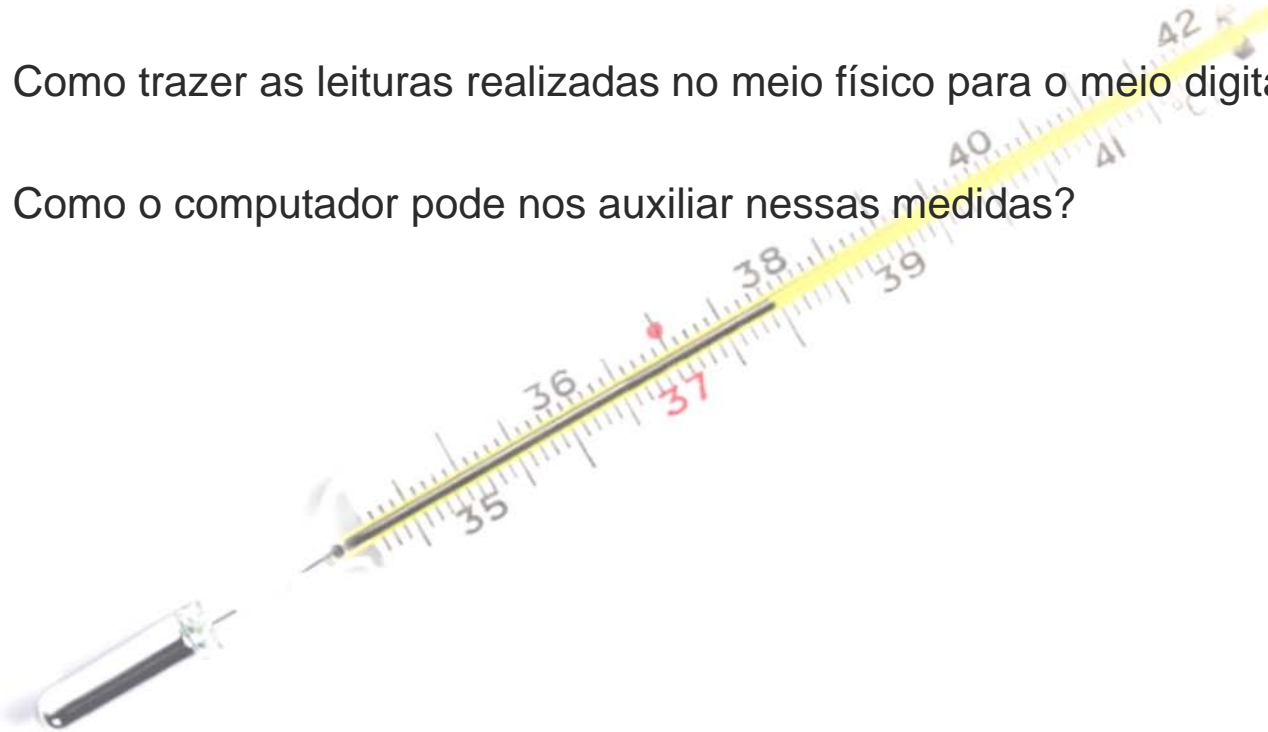 Como trazer as leituras realizadas no meio físico para o meio digita
Como o computador pode nos auxiliar nessas medidas?
42
40
41
38
39
36
37
35
°C